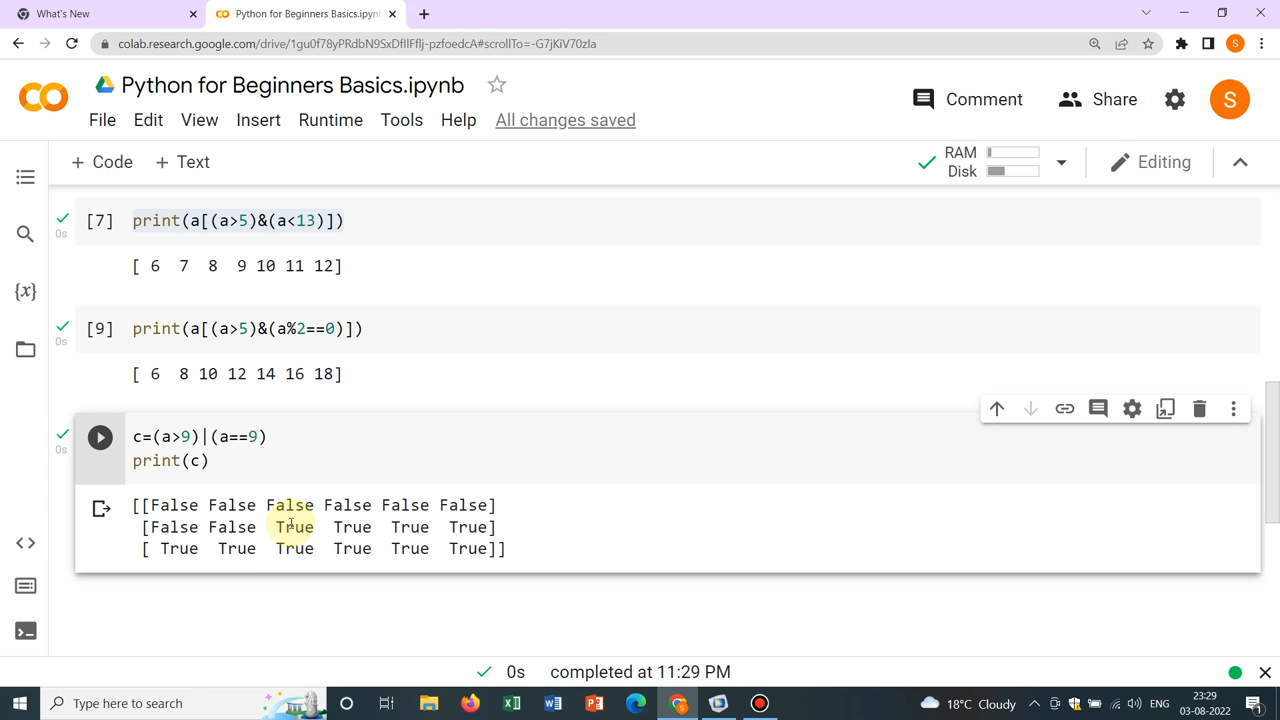 What's New
Python for Beginners Basics.ipynb
colab.research.google.com/drive/1gu0f78yPRdbN9SxDfIlFflj-pzfoedcA#scrollTo=-G7jKiV70zIa
S
CO
Python for Beginners Basics.ipynb
Comment
Share
S
File Edit View Insert Runtime Tools Help All changes saved
+ Code + Text
RAM
Disk
Editing
[7] print(a[(a>5)&(a<13)])
0s
[ 6 7 8 9 10 11 12]
[9] print(a[(a>5)&(a%2==0)])
0s
[ 6 8 10 12 14 16 18]
{x}
c=(a>9)|(a==9)
0s
print(c)
[[False False False False False False]
[False False True True True True]
[ True True True True True True]]
0s completed at 11:29 PM
Type here to search
18°C Cloudy
ENG
23:29
03-08-2022
1